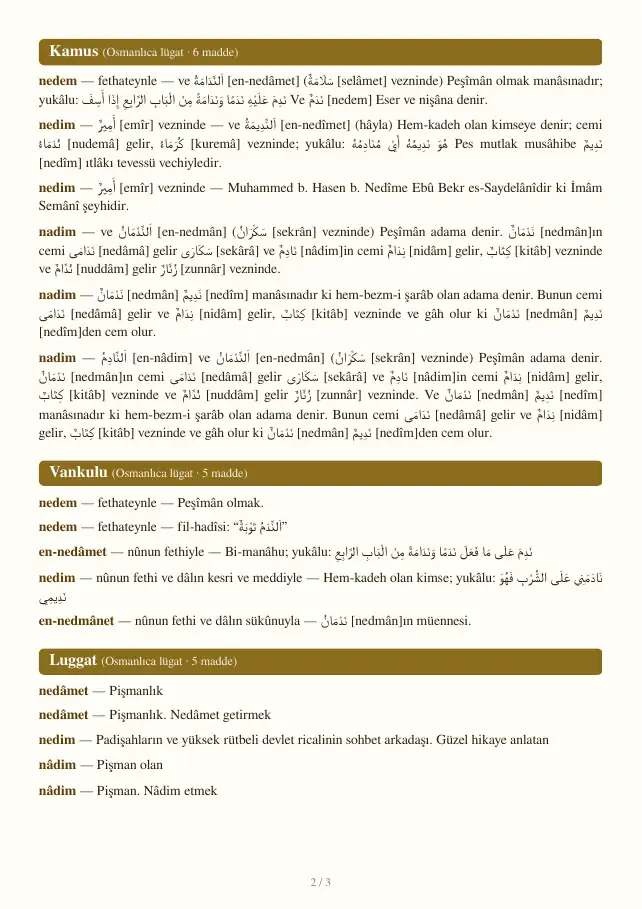 Kamus (Osmanlıca lügat · 6 madde)
nedem — fethateynle — ve اَلنَّدَامَةُ [en-nedâmet] (سَلَامَةٌ [selâmet] vezninde) Peşîmân olmak manâsınadır;
yukâlu: نَدِمَ عَلَيْهِ نَدَمًا وَنَدَامَةً مِنَ الْبَابِ الرَّابِعِ إِذَا أَسِفَ Ve نَدَمٌ [nedem] Eser ve nişâna denir.
nedim — أَمِيرٌ [emîr] vezninde — ve اَلنَّدِيمَةُ [en-nedîmet] (hâyla) Hem-kadeh olan kimseye denir; cemi
نُدَمَاءُ [nudemâ] gelir, كُرَمَاءُ [kuremâ] vezninde; yukâlu: هُوَ نَدِيمُهُ أَيْ مُنَادِمُهُ Pes mutlak musâhibe نَدِيمٌ
[nedîm] ıtlâkı tevessü vechiyledir.
nedim — أَمِيرٌ [emîr] vezninde — Muhammed b. Hasen b. Nedîme Ebû Bekr es-Saydelânîdir ki İmâm
Semânî şeyhidir.
nadim — ve اَلنَّدْمَانُ [en-nedmân] (سَكْرَانُ [sekrân] vezninde) Peşîmân adama denir. نَدْمَانُ [nedmân]ın
cemi نَدَامَى [nedâmâ] gelir سَكَارَى [sekârâ] ve نَادِمٌ [nâdim]in cemi نِدَامٌ [nidâm] gelir, كِتَابٌ [kitâb] vezninde
ve نُدَّامٌ [nuddâm] gelir زُنَّارٌ [zunnâr] vezninde.
nadim — نَدْمَانُ [nedmân] نَدِيمٌ [nedîm] manâsınadır ki hem-bezm-i şarâb olan adama denir. Bunun cemi
نَدَامَى [nedâmâ] gelir ve نِدَامٌ [nidâm] gelir, كِتَابٌ [kitâb] vezninde ve gâh olur ki نَدْمَانُ [nedmân] نَدِيمٌ
[nedîm]den cem olur.
nadim — اَلنَّادِمُ [en-nâdim] ve اَلنَّدْمَانُ [en-nedmân] (سَكْرَانُ [sekrân] vezninde) Peşîmân adama denir.
نَدْمَانُ [nedmân]ın cemi نَدَامَى [nedâmâ] gelir سَكَارَى [sekârâ] ve نَادِمٌ [nâdim]in cemi نِدَامٌ [nidâm] gelir,
كِتَابٌ [kitâb] vezninde ve نُدَّامٌ [nuddâm] gelir زُنَّارٌ [zunnâr] vezninde. Ve نَدْمَانُ [nedmân] نَدِيمٌ [nedîm]
manâsınadır ki hem-bezm-i şarâb olan adama denir. Bunun cemi نَدَامَى [nedâmâ] gelir ve نِدَامٌ [nidâm]
gelir, كِتَابٌ [kitâb] vezninde ve gâh olur ki نَدْمَانُ [nedmân] نَدِيمٌ [nedîm]den cem olur.
Vankulu (Osmanlıca lügat · 5 madde)
nedem — fethateynle — Peşîmân olmak.
nedem — fethateynle — fil-hadîsi: “اَلنَّدَمُ تَوْبَةٌ”
en-nedâmet — nûnun fethiyle — Bi-manâhu; yukâlu: نَدِمَ عَلَى مَا فَعَلَ نَدَمًا وَنَدَامَةً مِنَ الْبَابِ الرَّابِعِ
nedim — nûnun fethi ve dâlın kesri ve meddiyle — Hem-kadeh olan kimse; yukâlu: نَادَمَنِي عَلَى الشُّرْبِ فَهُوَ
نَدِيمِي
en-nedmânet — nûnun fethi ve dâlın sükûnuyla — نَدْمَانُ [nedmân]ın müennesi.
Luggat (Osmanlıca lügat · 5 madde)
nedâmet — Pişmanlık
nedâmet — Pişmanlık. Nedâmet getirmek
nedim — Padişahların ve yüksek rütbeli devlet ricalinin sohbet arkadaşı. Güzel hikaye anlatan
nâdim — Pişman olan
nâdim — Pişman. Nâdim etmek
2 / 3